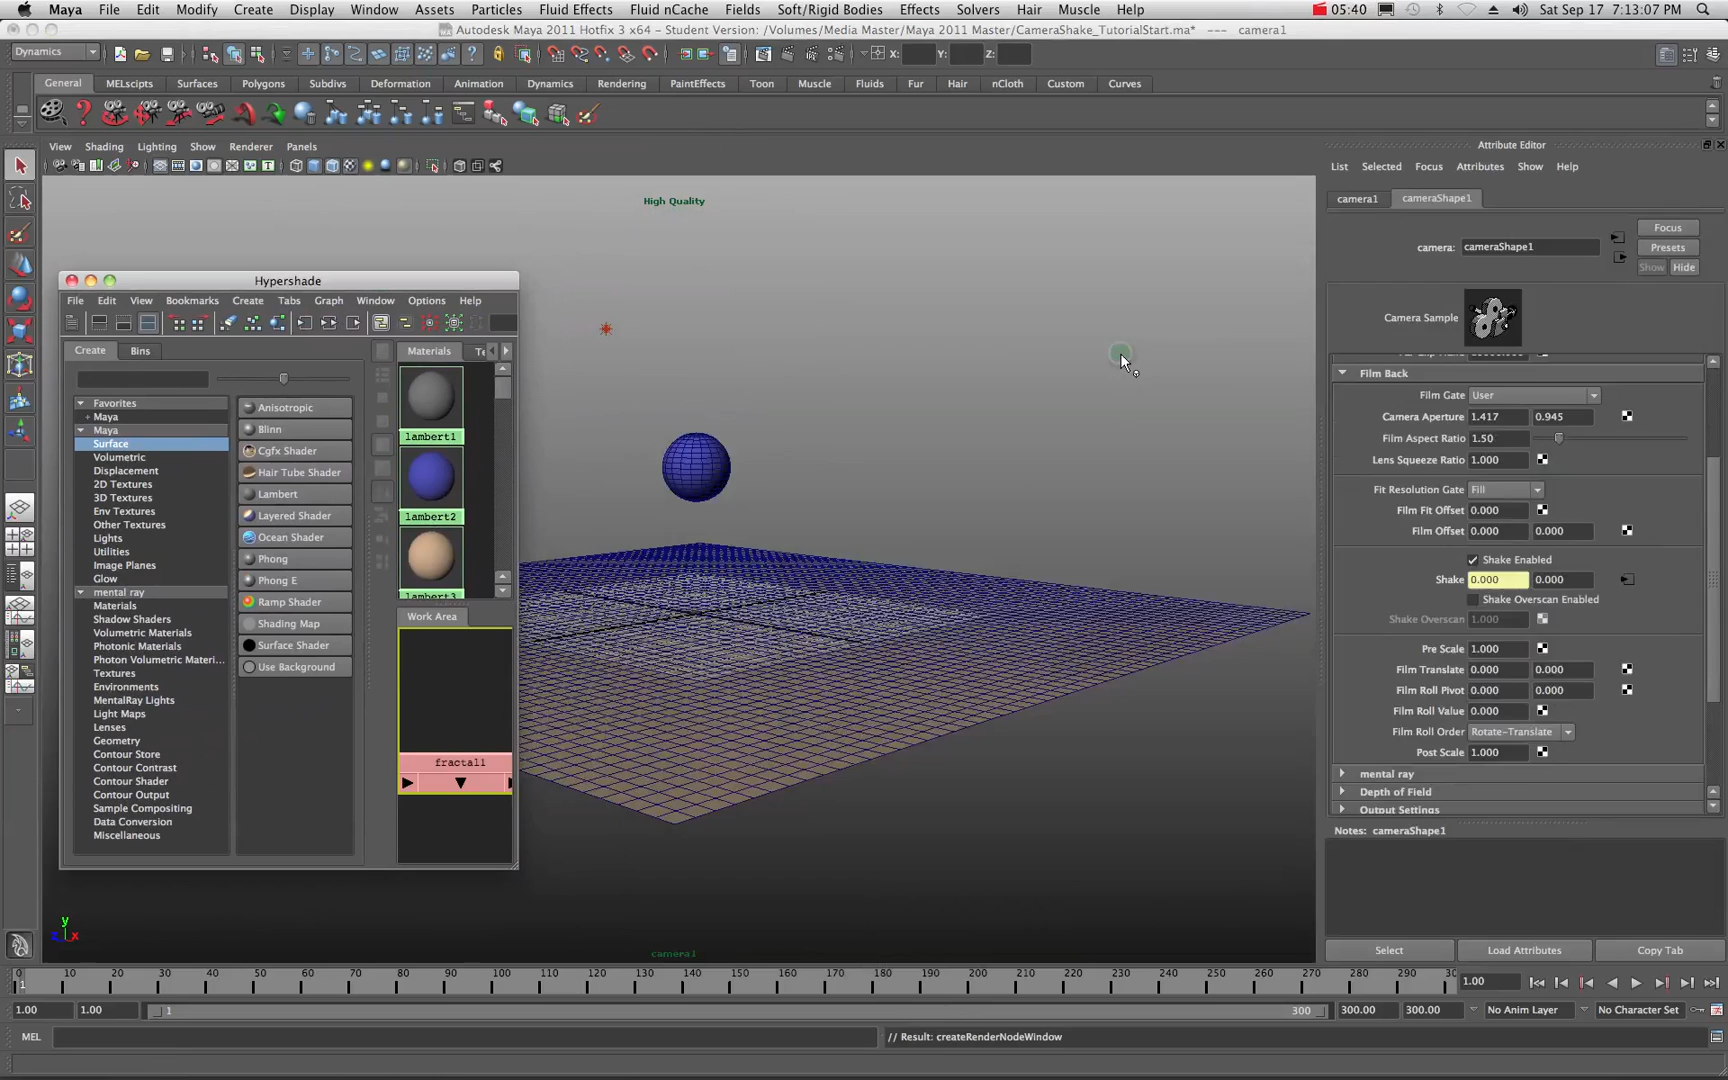 Maya File Edit Modify Create Display Window Assets Particles Fluid Effects Fluid nCache Fields Soft/Rigid Bodies Effects Solvers Hair Muscle Help 05:40 Sat Sep 17 7:13:07 PM
Autodesk Maya 2011 Hotfix 3 x64 - Student Version: /Volumes/Media Master/Maya 2011 Master/CameraShake_TutorialStart.ma* --- camera1
Dynamics X: Y: Z:
General MELscipts Surfaces Polygons Subdivs Deformation Animation Dynamics Rendering PaintEffects Toon Muscle Fluids Fur Hair nCloth Custom Curves
View Shading Lighting Show Renderer Panels
High Quality
Hypershade
File Edit View Bookmarks Create Tabs Graph Window Options Help
Create Bins
Favorites
+ Maya
Maya
Surface
Volumetric
Displacement
2D Textures
3D Textures
Env Textures
Other Textures
Lights
Utilities
Image Planes
Glow
mental ray
Materials
Shadow Shaders
Volumetric Materials
Photonic Materials
Photon Volumetric Materi...
Textures
Environments
MentalRay Lights
Light Maps
Lenses
Geometry
Contour Store
Contour Contrast
Contour Shader
Contour Output
Sample Compositing
Data Conversion
Miscellaneous
Anisotropic
Blinn
Cgfx Shader
Hair Tube Shader
Lambert
Layered Shader
Ocean Shader
Phong
Phong E
Ramp Shader
Shading Map
Surface Shader
Use Background
Materials Te
lambert1
lambert2
lambert3
Work Area
fractal1
y
z x
camera1
Attribute Editor
List Selected Focus Attributes Show Help
camera1 cameraShape1
camera: cameraShape1
Focus
Presets
Show Hide
Camera Sample
Film Back
Film Gate User
Camera Aperture 1.417 0.945
Film Aspect Ratio 1.50
Lens Squeeze Ratio 1.000
Fit Resolution Gate Fill
Film Fit Offset 0.000
Film Offset 0.000 0.000
Shake Enabled
Shake 0.000 0.000
Shake Overscan Enabled
Shake Overscan 1.000
Pre Scale 1.000
Film Translate 0.000 0.000
Film Roll Pivot 0.000 0.000
Film Roll Value 0.000
Film Roll Order Rotate-Translate
Post Scale 1.000
mental ray
Depth of Field
Output Settings
Notes: cameraShape1
Select Load Attributes Copy Tab
0 10 20 30 40 50 60 70 80 90 100 110 120 130 140 150 160 170 180 190 200 210 220 230 240 250 260 270 280 290 30 1.00
1
1.00 1.00 1 300 300.00 300.00 No Anim Layer No Character Set
MEL // Result: createRenderNodeWindow